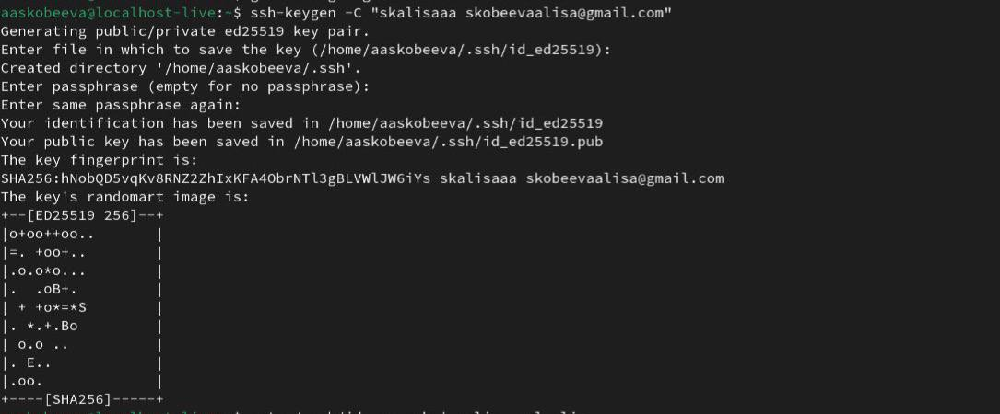 aaskobeeva@localhost-live:~$ ssh-keygen -C "skalisaaa skobeevaalisa@gmail.com"
Generating public/private ed25519 key pair.
Enter file in which to save the key (/home/aaskobeeva/.ssh/id_ed25519):
Created directory '/home/aaskobeeva/.ssh'.
Enter passphrase (empty for no passphrase):
Enter same passphrase again:
Your identification has been saved in /home/aaskobeeva/.ssh/id_ed25519
Your public key has been saved in /home/aaskobeeva/.ssh/id_ed25519.pub
The key fingerprint is:
SHA256:hNobQD5vqKv8RNZ2ZhIxKFA4ObrNTl3gBLVWlJW6iYs skalisaaa skobeevaalisa@gmail.com
The key's randomart image is:
+--[ED25519 256]--+
|o+oo++oo..       |
|=. +oo+..        |
|.o.o*o...        |
|.  .oB+.         |
| + +o*=*S        |
|. *.+.Bo         |
| o.o ..          |
|. E..            |
|.oo.             |
+----[SHA256]-----+